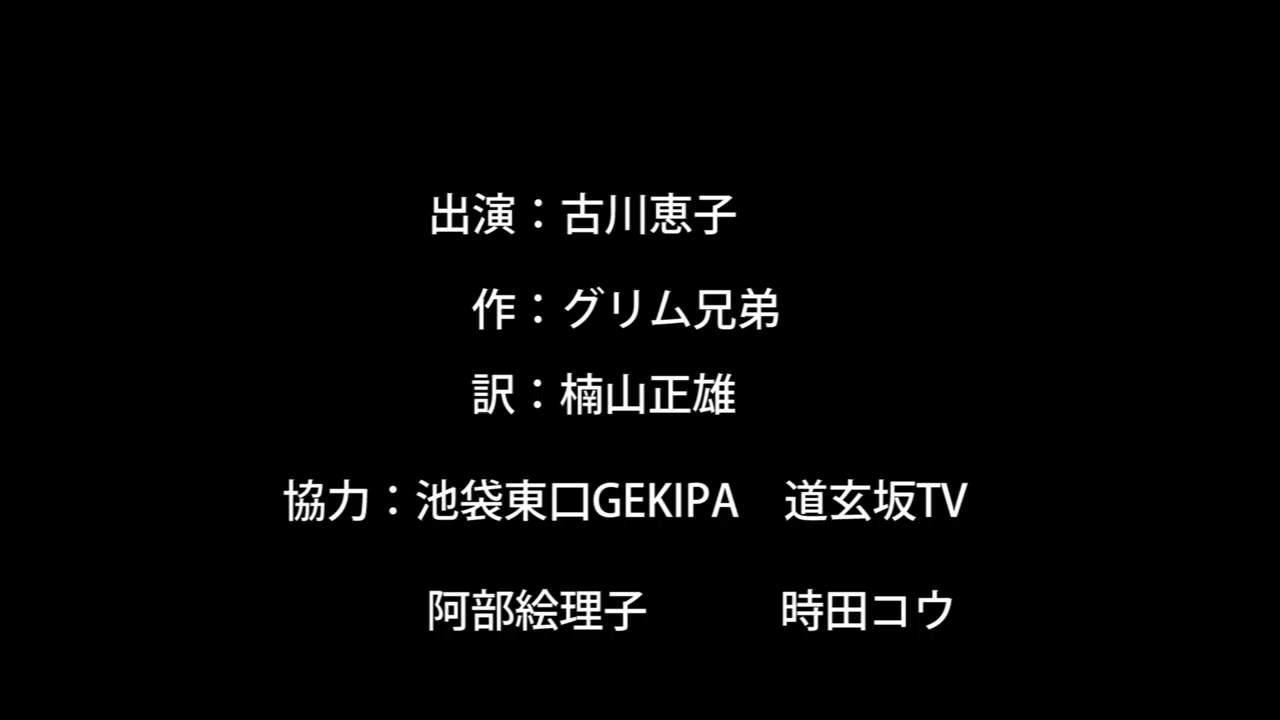 出演：古川恵子
作：グリム兄弟
訳：楠山正雄
協力：池袋東口GEKIPA　道玄坂TV
阿部絵理子　　　時田コウ